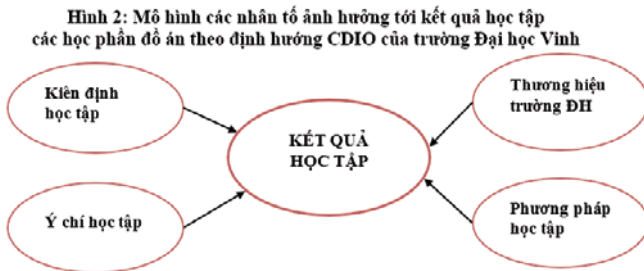 Hình 2: Mô hình các nhân tố ảnh hưởng tới kết quả học tập
các học phần đồ án theo định hướng CDIO của trường Đại học Vinh
Kiên định
học tập
Thương hiệu
trường ĐH
KẾT QUẢ
HỌC TẬP
Ý chí học tập
Phương pháp
học tập